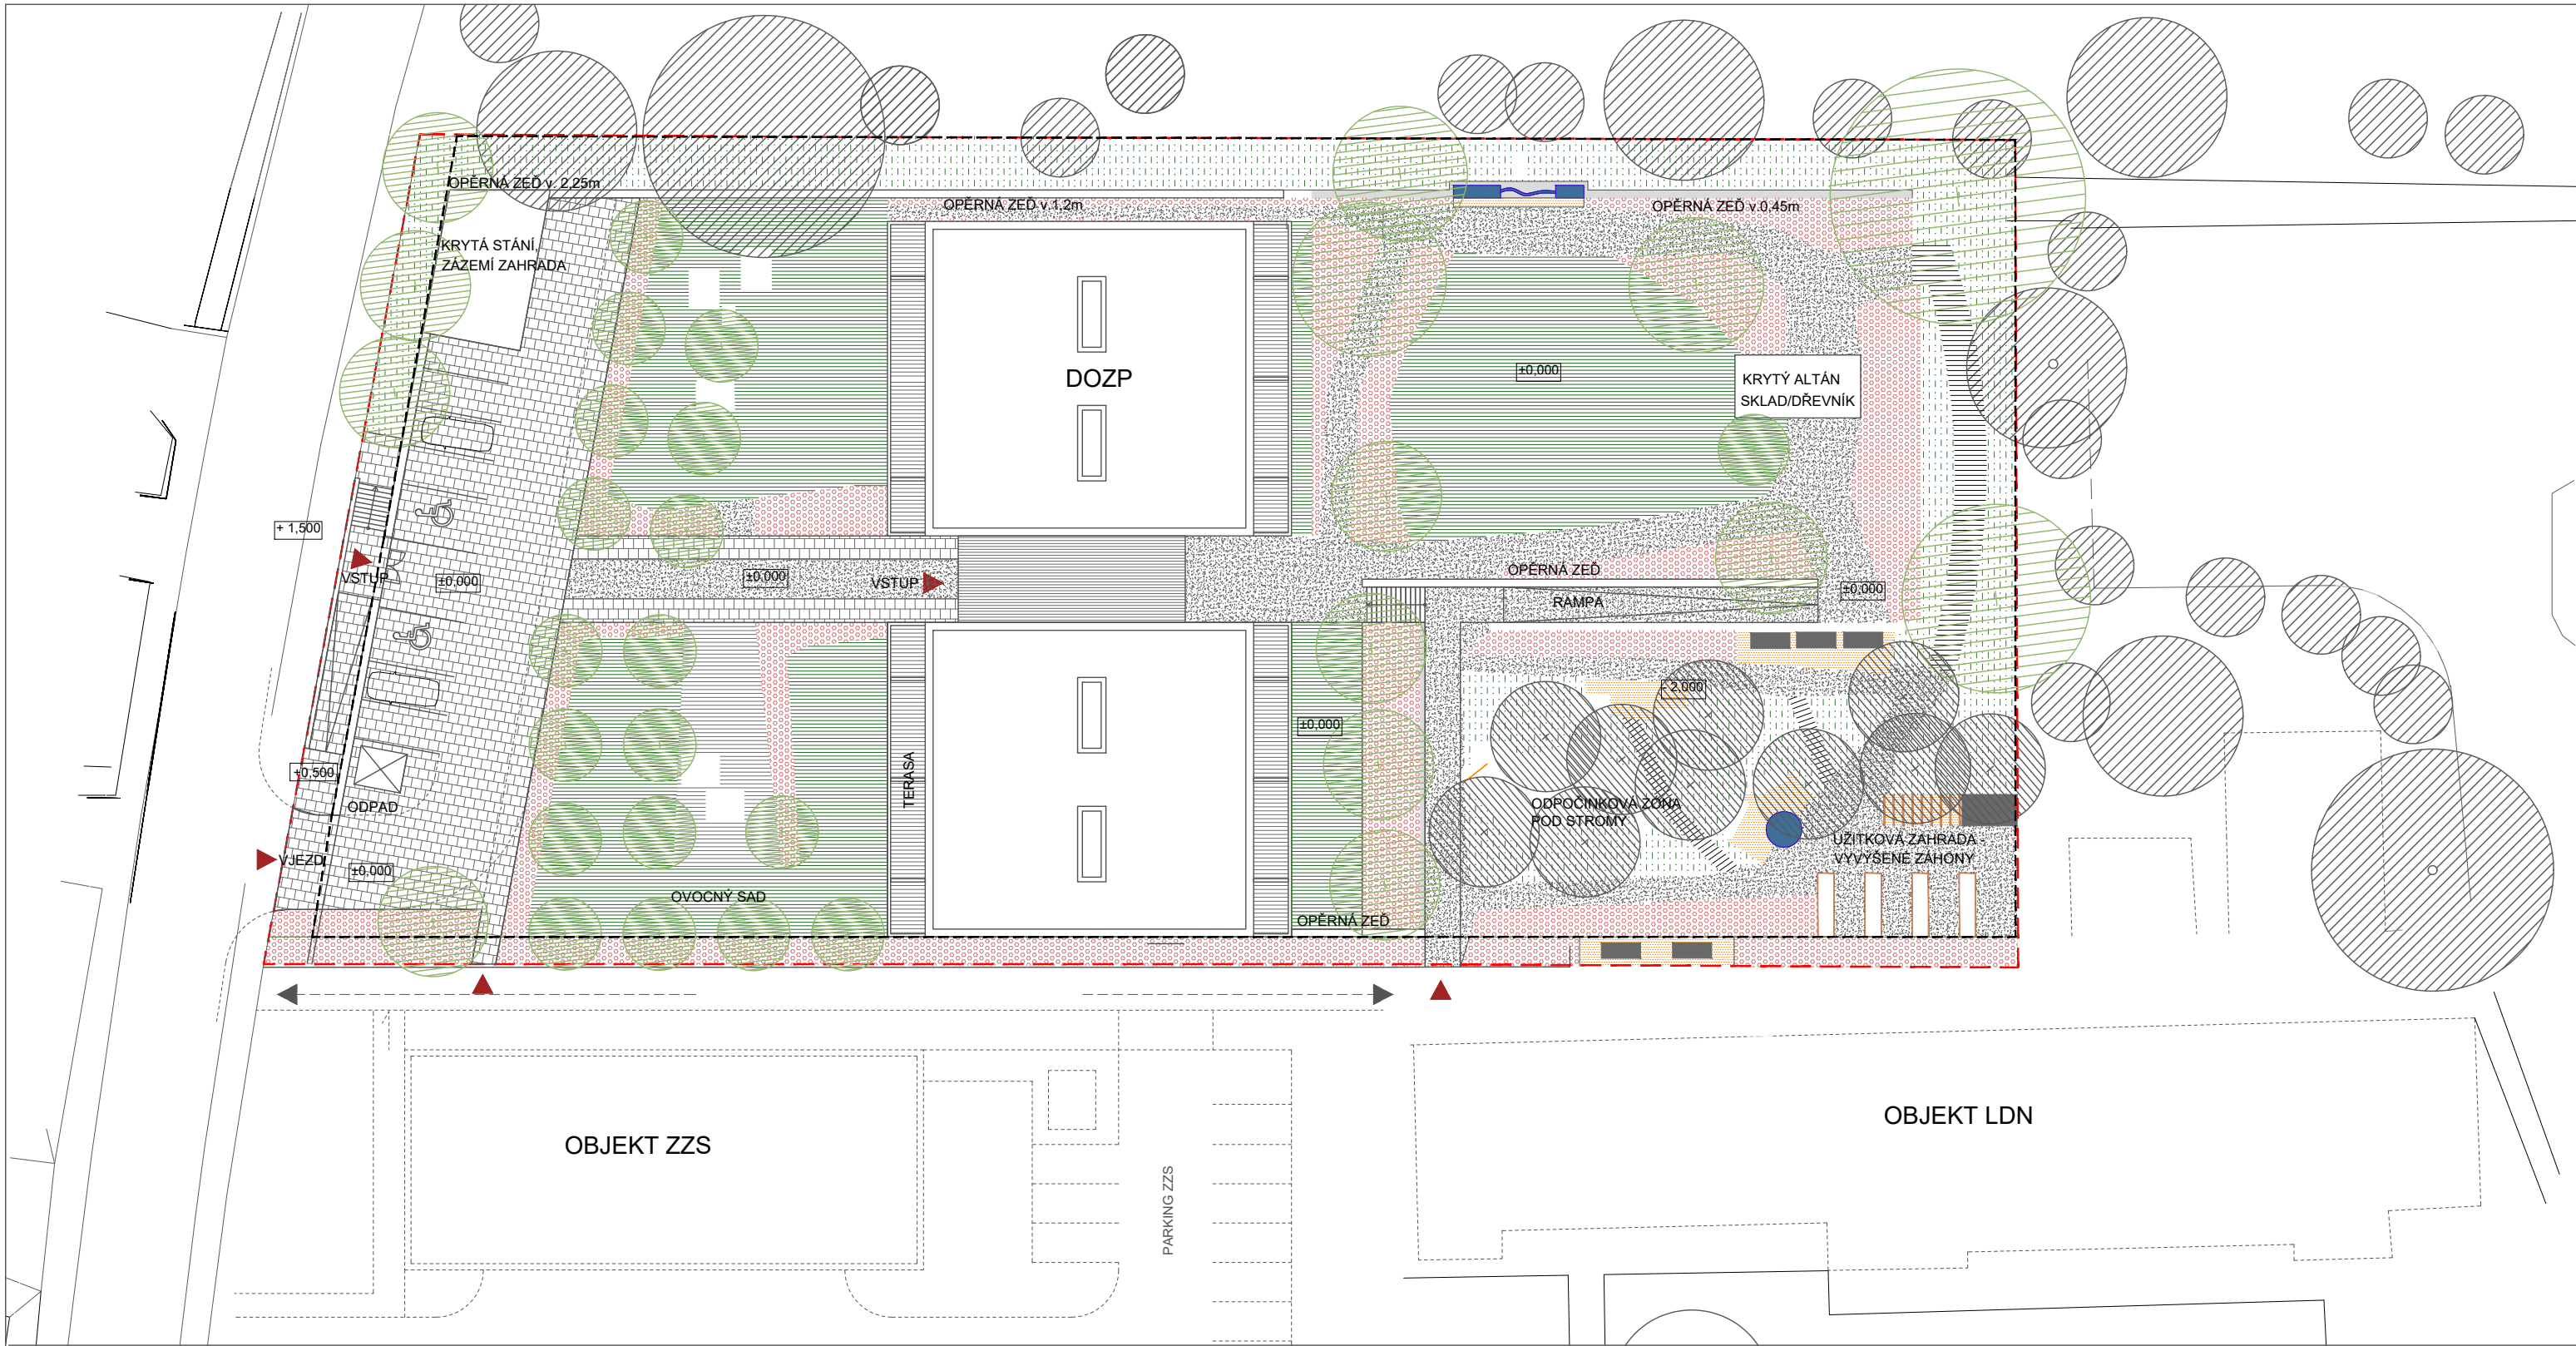 OPĚRNÁ ZEĎ v. 2,25m
OPĚRNÁ ZEĎ v.1,2m
OPĚRNÁ ZEĎ v.0,45m
KRYTÁ STÁNÍ,
ZÁZEMÍ ZAHRADA
DOZP
±0,000
KRYTÝ ALTÁN
SKLAD/DŘEVNÍK
+ 1,500
VSTUP
±0,000
±0,000
VSTUP
OPĚRNÁ ZEĎ
RAMPA
±0,000
- 2,000
±0,000
TERASA
+0,500
ODPAD
ODPOČINKOVÁ ZÓNA
POD STROMY
UŽITKOVÁ ZAHRADA -
VYVÝŠENÉ ZÁHONY
VJEZD
±0,000
OVOCNÝ SAD
OPĚRNÁ ZEĎ
OBJEKT ZZS
PARKING ZZS
OBJEKT LDN